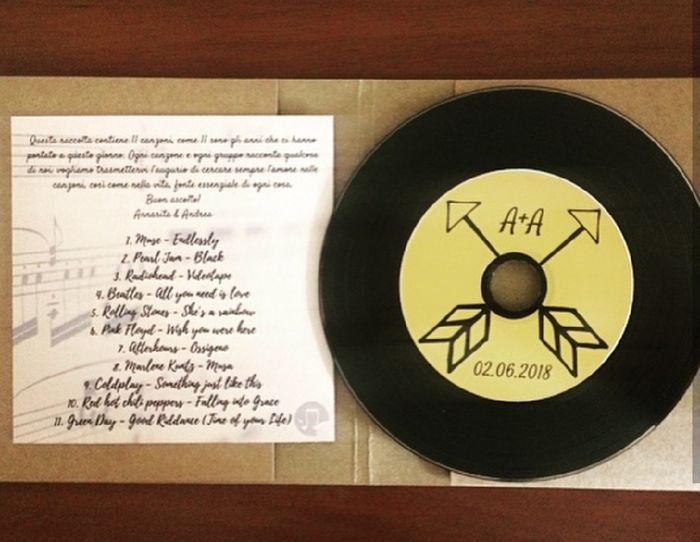 Questa raccolta contiene 11 canzoni, come 11 sono gli anni che ci hanno
portato a questo giorno. Ogni canzone e ogni gruppo racconta qualcosa
di noi: vogliamo trasmettervi l'augurio di cercare sempre l'amore nelle
canzoni, così come nella vita, fonte essenziale di ogni cosa.
Buon ascolto!
Annarita & Andrea
1. Muse - Endlessly
2. Pearl Jam - Black
3. Radiohead - Videotape
4. Beatles - All you need is love
5. Rolling Stones - She's a rainbow
6. Pink Floyd - Wish you were here
7. Afterhours - Ossigeno
8. Marlene Kuntz - Musa
9. Coldplay - Something just like this
10. Red hot chili peppers - Falling into Grace
11. Green Day - Good Riddance (Time of your Life)
A+A
02.06.2018